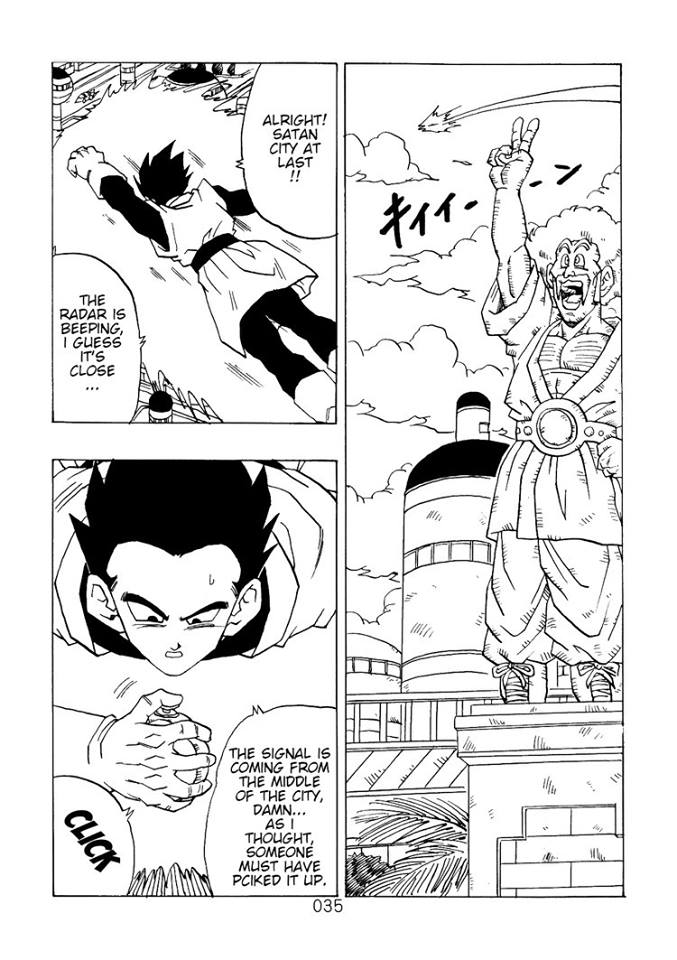 キイイーーン
ALRIGHT!
SATAN
CITY AT
LAST
!!
THE
RADAR IS
BEEPING,
I GUESS
IT'S
CLOSE
...
THE SIGNAL IS
COMING FROM
THE MIDDLE
OF THE CITY,
DAMN...
AS I
THOUGHT,
SOMEONE
MUST HAVE
PCIKED IT UP.
CLICK
035